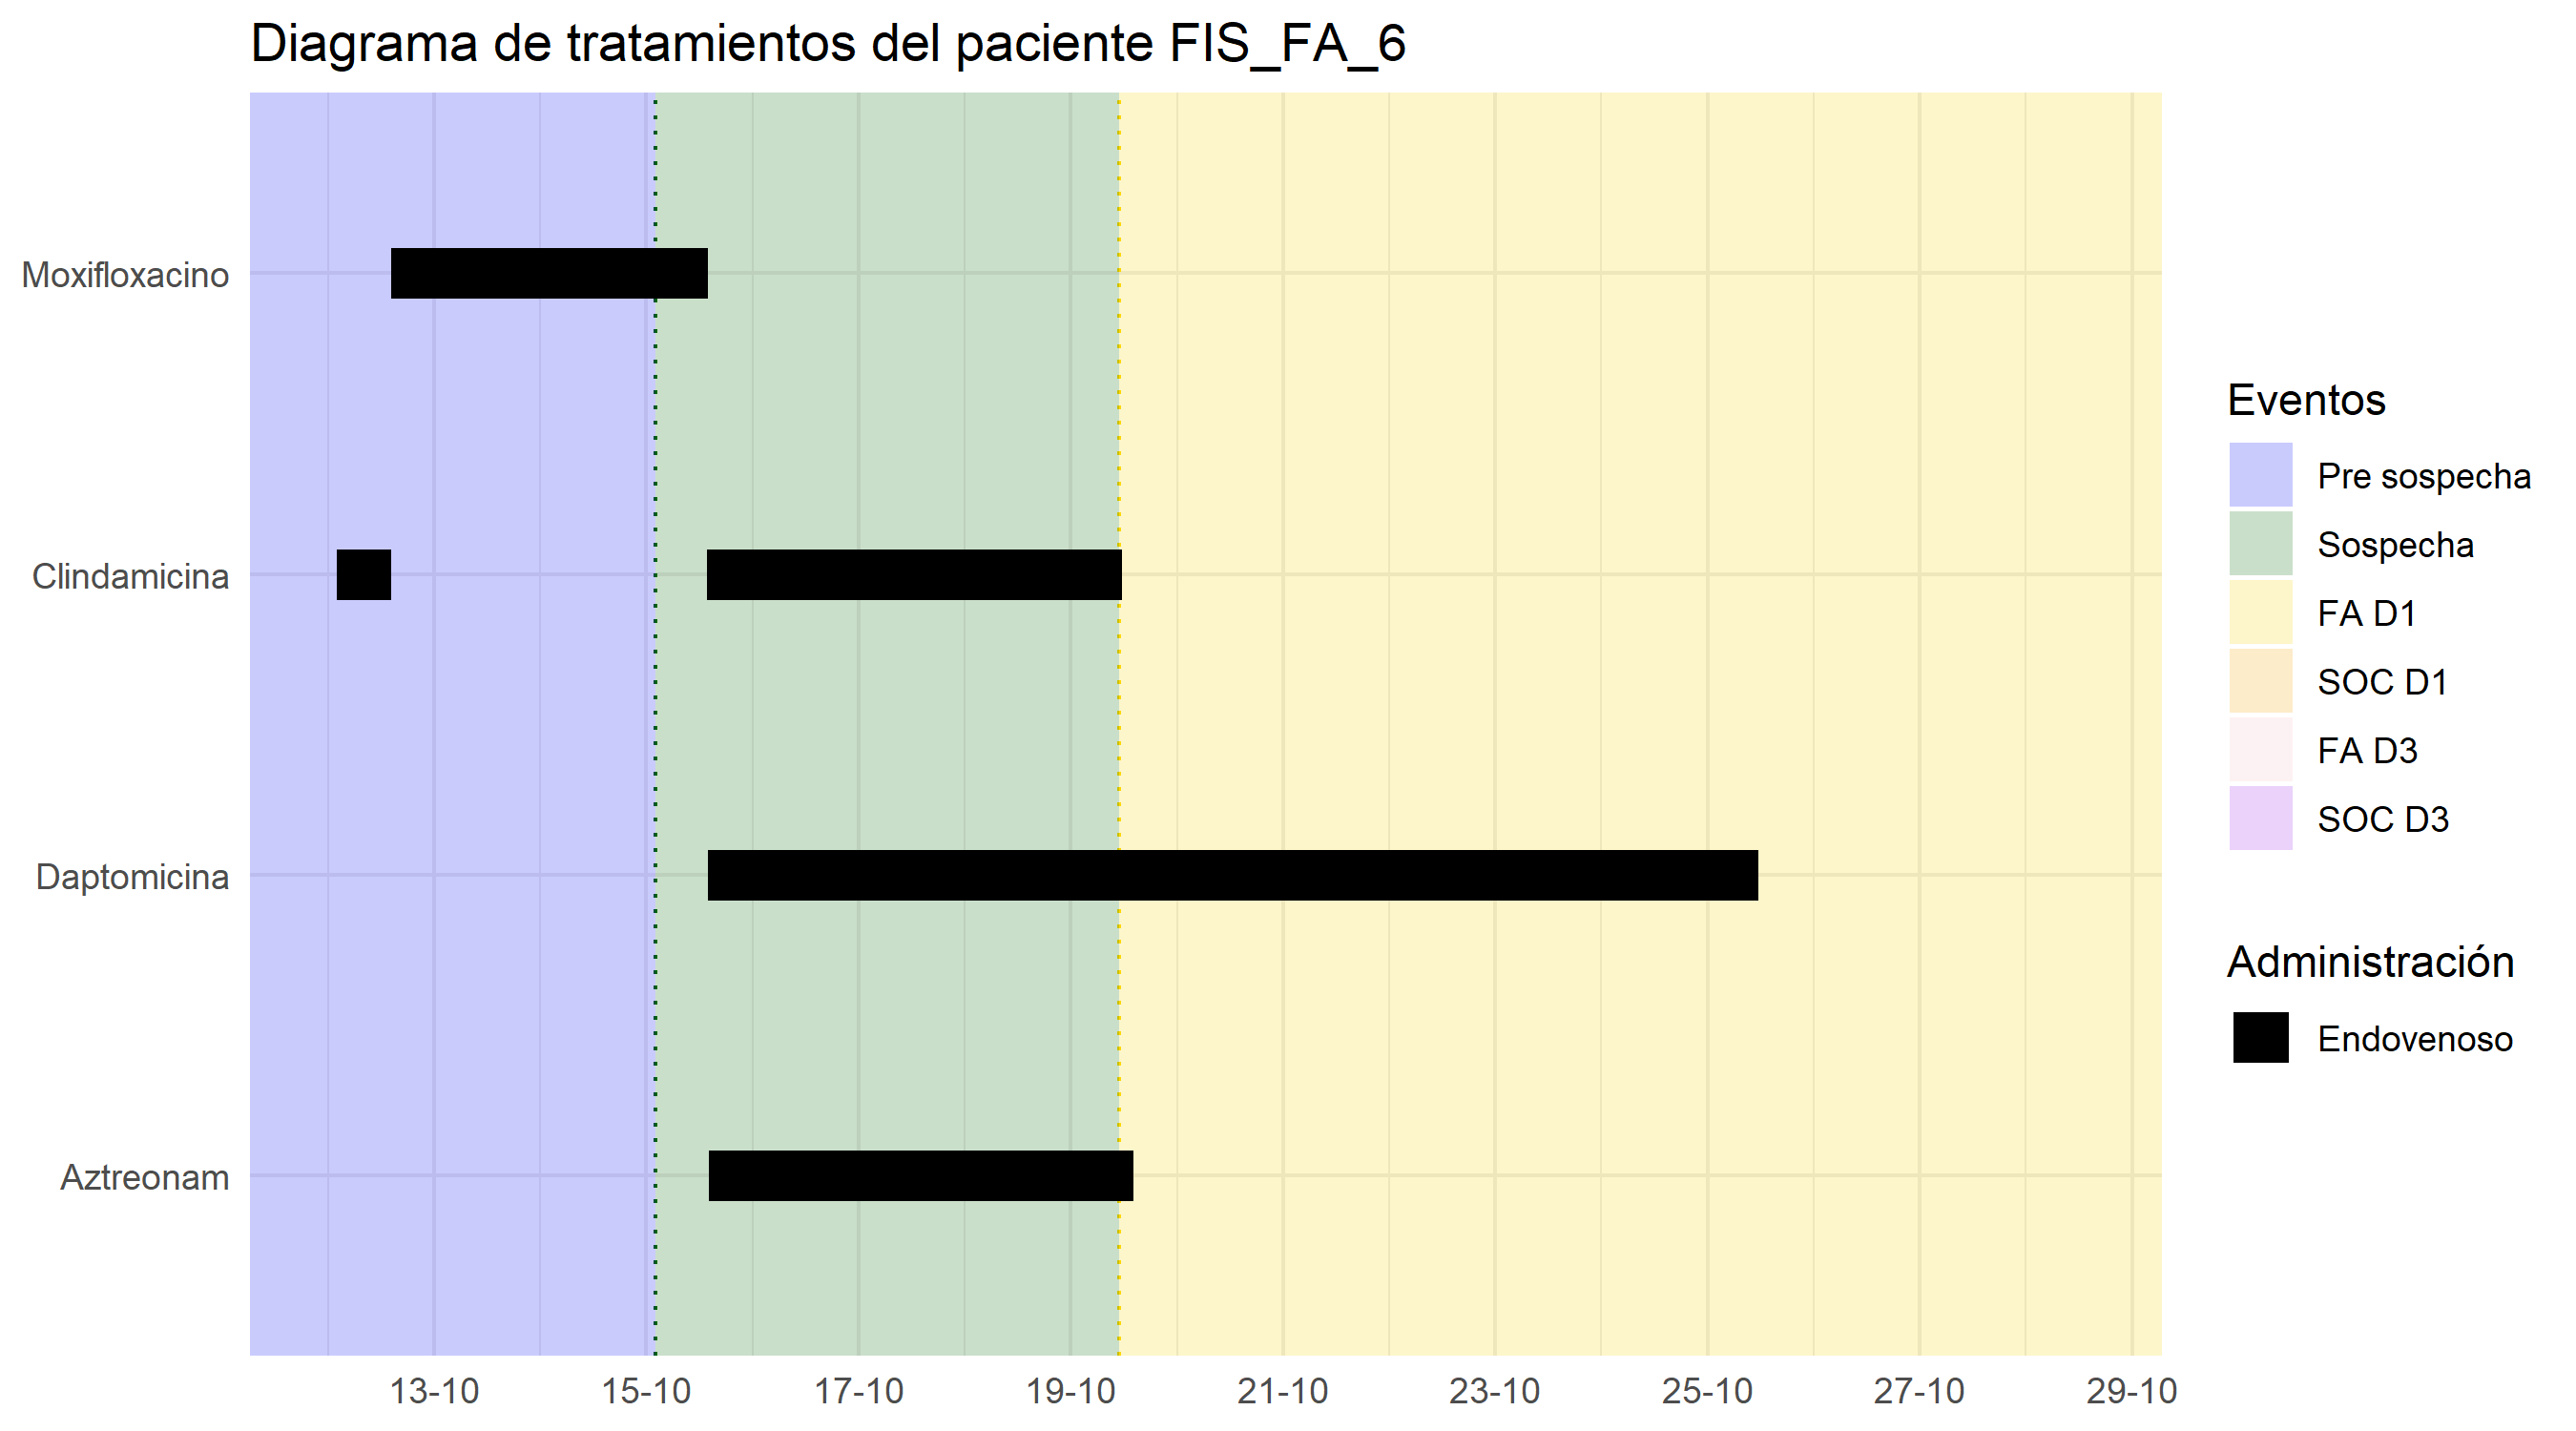 Diagrama de tratamientos del paciente FIS_FA_6
Moxifloxacino
Clindamicina
Daptomicina
Aztreonam
13-10
15-10
17-10
19-10
21-10
23-10
25-10
27-10
29-10
Eventos
Pre sospecha
Sospecha
FA D1
SOC D1
FA D3
SOC D3
Administración
Endovenoso